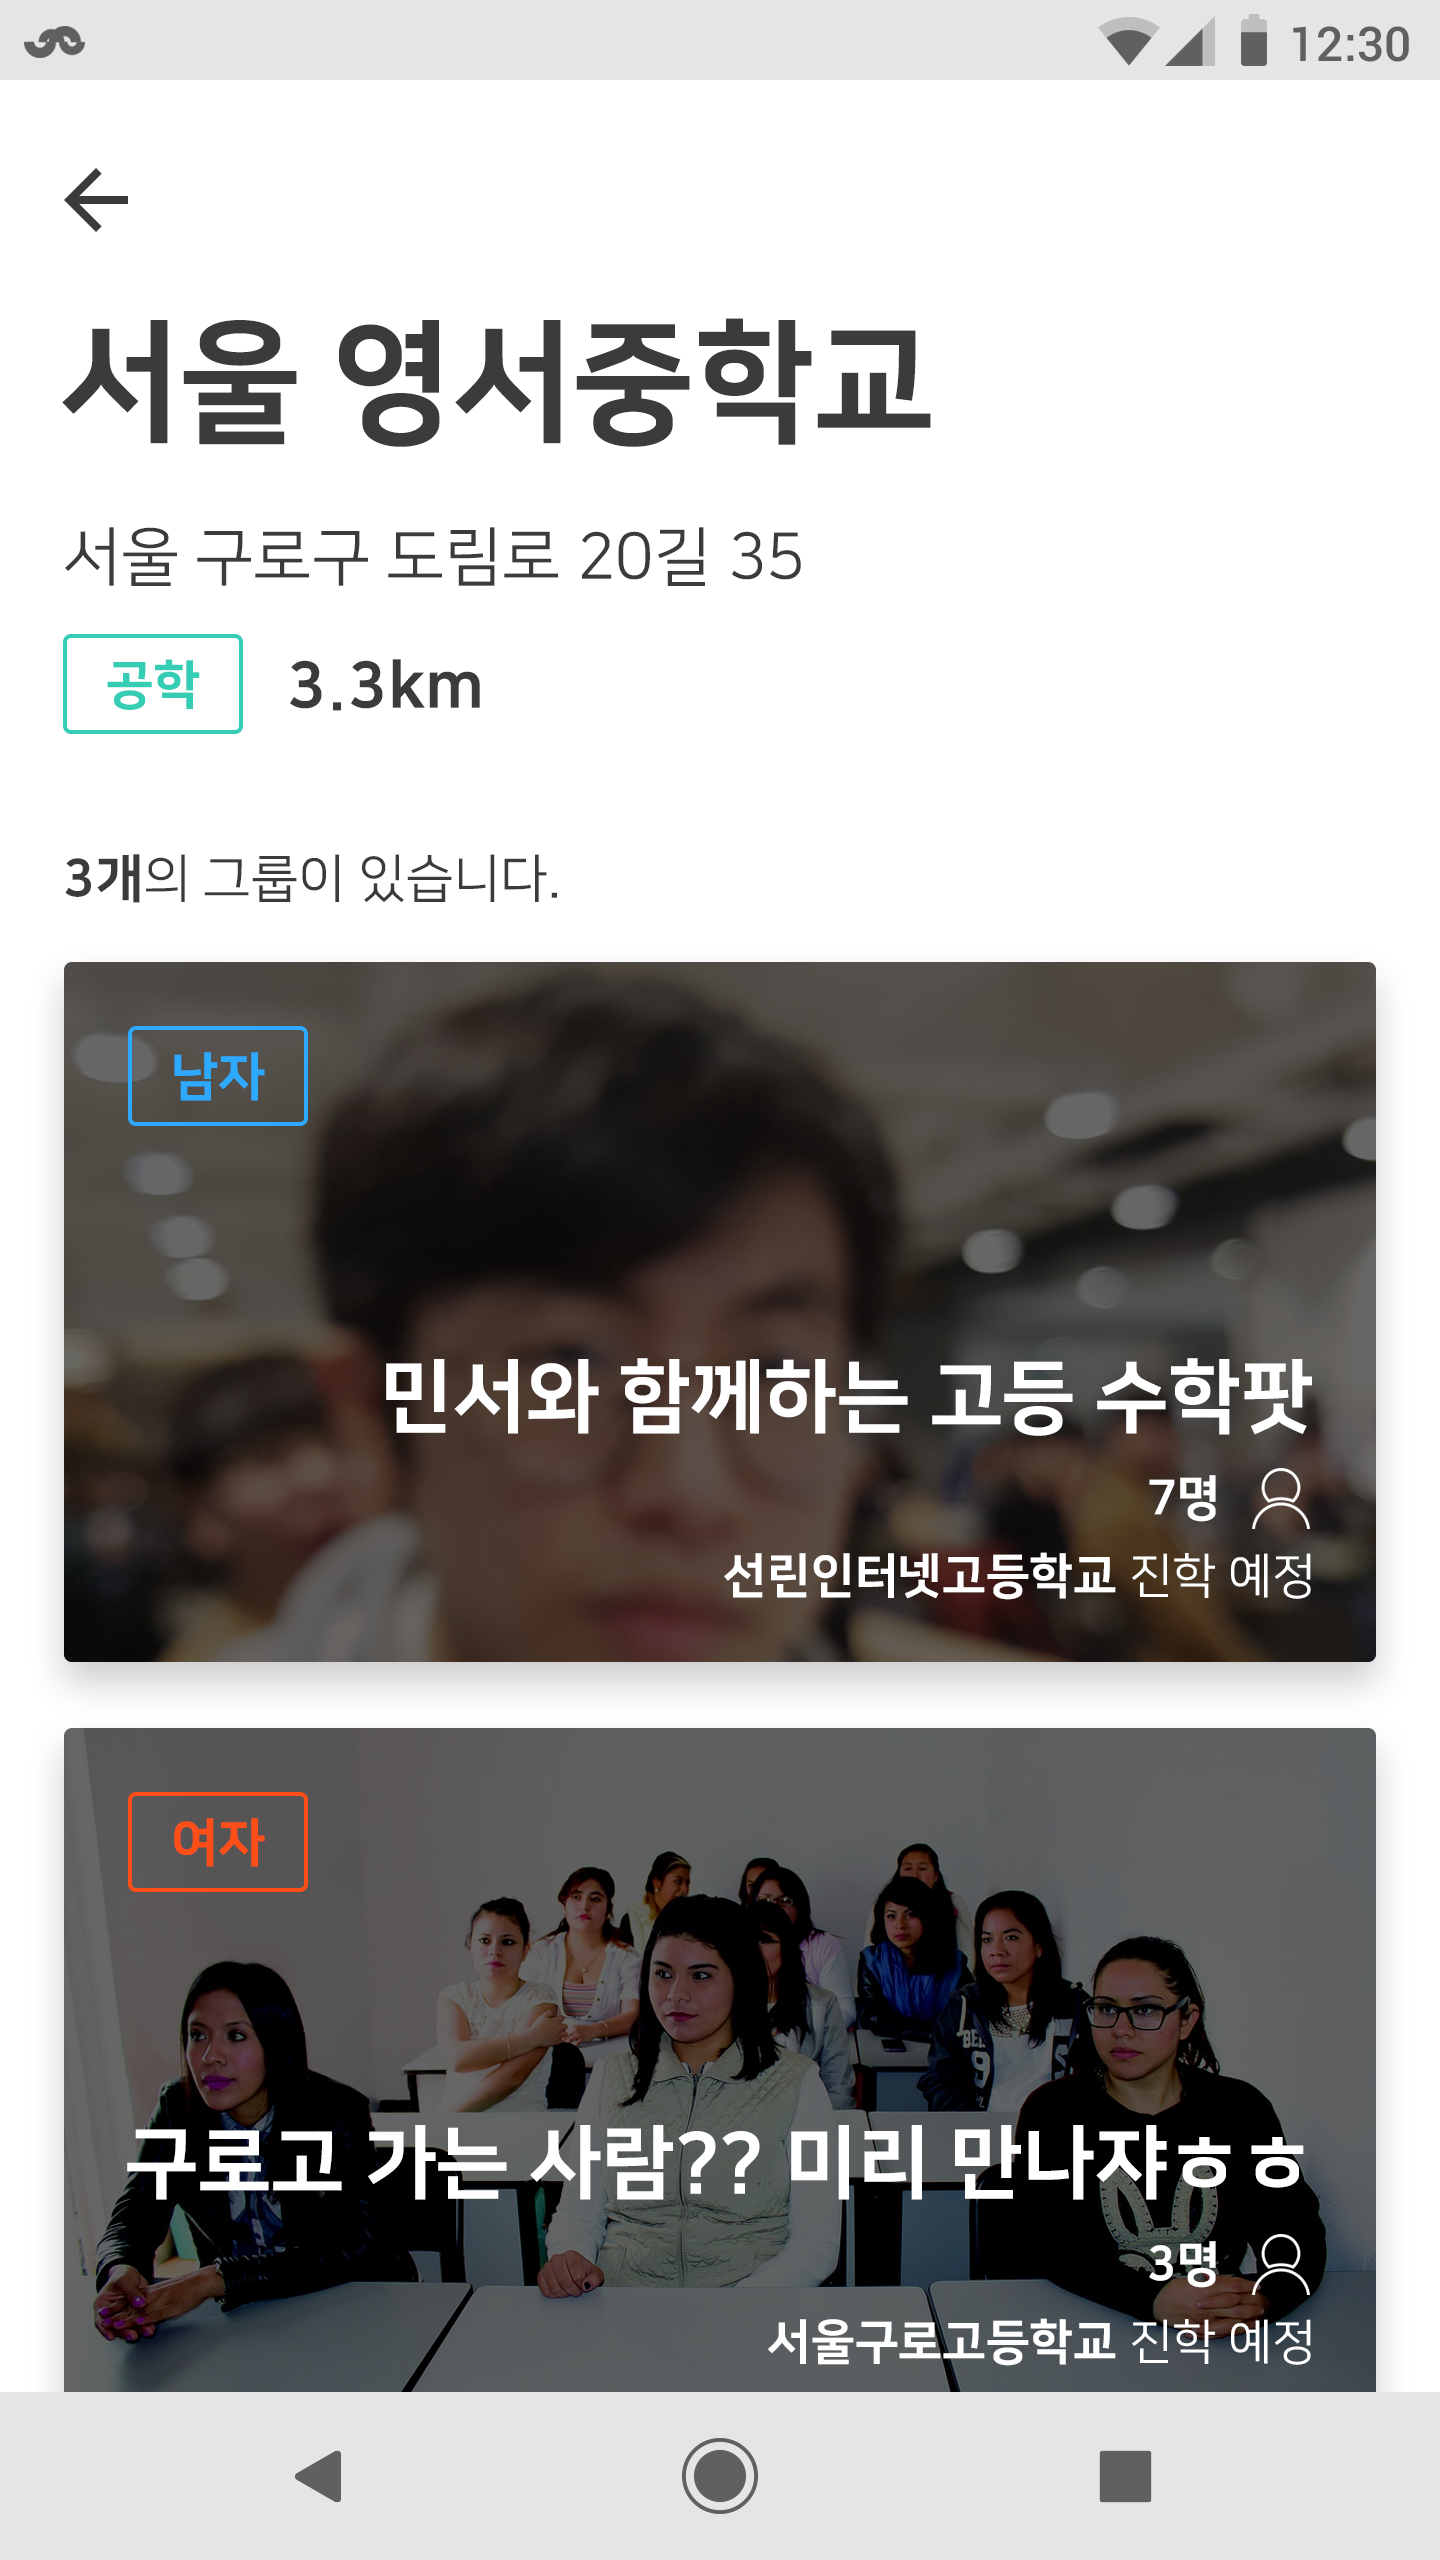 12:30
서울 영서중학교
서울 구로구 도림로 20길 35
공학 3.3km
3개의 그룹이 있습니다.
남자
민서와 함께하는 고등 수학팟
7명
선린인터넷고등학교 진학 예정
여자
구로고 가는 사람?? 미리 만나쟈ㅎㅎ
3명
서울구로고등학교 진학 예정